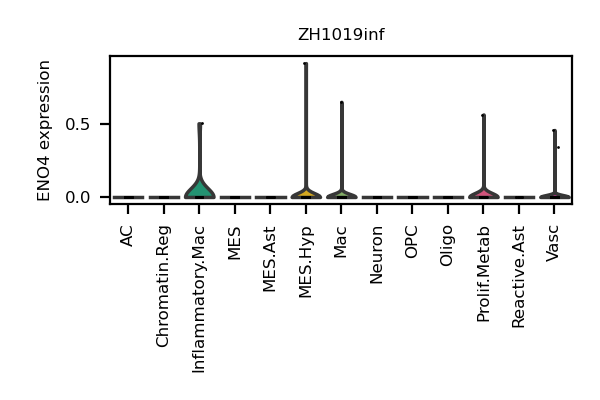 ZH1019inf
ENO4 expression
0.5
0.0
AC
Chromatin.Reg
Inflammatory.Mac
MES
MES.Ast
MES.Hyp
Mac
Neuron
OPC
Oligo
Prolif.Metab
Reactive.Ast
Vasc